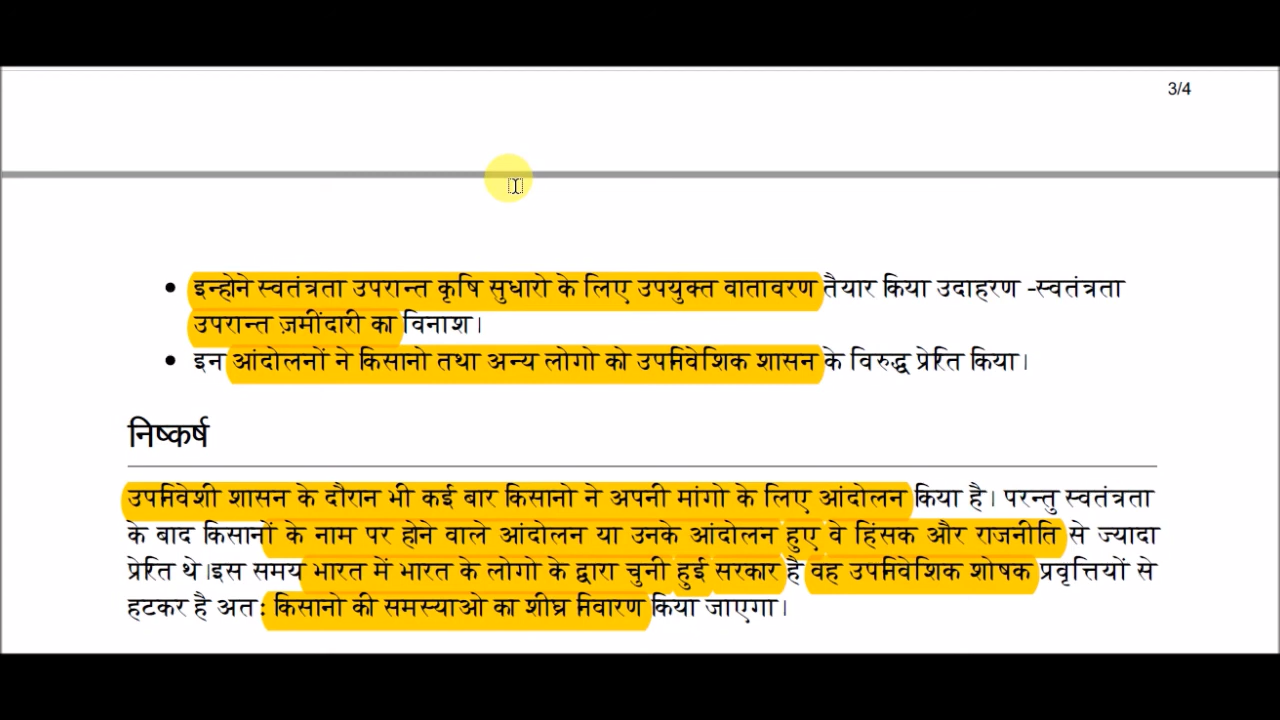 3/4
• इन्होने स्वतंत्रता उपरान्त कृषि सुधारो के लिए उपयुक्त वातावरण तैयार किया उदाहरण -स्वतंत्रता
उपरान्त ज़मींदारी का विनाश।
• इन आंदोलनों ने किसानो तथा अन्य लोगो को उपनिवेशिक शासन के विरुद्ध प्रेरित किया।
निष्कर्ष
उपनिवेशी शासन के दौरान भी कई बार किसानो ने अपनी मांगो के लिए आंदोलन किया है। परन्तु स्वतंत्रता
के बाद किसानों के नाम पर होने वाले आंदोलन या उनके आंदोलन हुए वे हिंसक और राजनीति से ज्यादा
प्रेरित थे।इस समय भारत में भारत के लोगो के द्वारा चुनी हुई सरकार है वह उपनिवेशिक शोषक प्रवृत्तियों से
हटकर है अतः किसानो की समस्याओ का शीघ्र निवारण किया जाएगा।